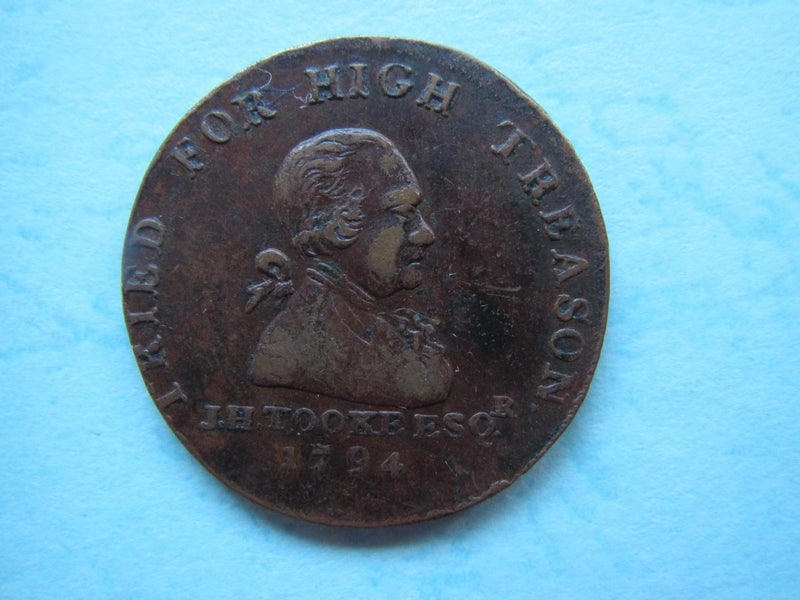 TRIED FOR HIGH TREASON
J.H.TOOKE ESQR.
1794